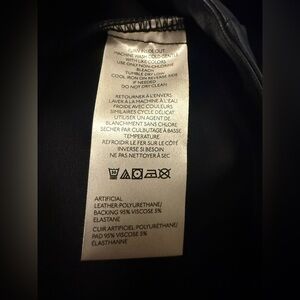 TURN INSIDE OUT
MACHINE WASH COLD-GENTLE
WITH LIKE COLORS
USE ONLY NON-CHLORINE
BLEACH
TUMBLE DRY LOW
COOL IRON ON REVERSE SIDE
IF NEEDED
DO NOT DRY CLEAN
RETOURNER À L'ENVERS
LAVER À LA MACHINE À L'EAU
FROIDE AVEC COULEURS
SIMILAIRES CYCLE DÉLICAT
UTILISER UN AGENT DE
BLANCHIMENT SANS CHLORE
SÉCHER PAR CULBUTAGE À BASSE
TEMPÉRATURE
REFROIDIR LE FER SUR LE CÔTÉ
INVERSE SI BESOIN
NE PAS NETTOYER À SEC
ARTIFICIAL
LEATHER:POLYURETHANE/
BACKING 95% VISCOSE 5%
ELASTANE
CUIR ARTIFICIEL:POLYURÉTHANE/
PAD 95% VISCOSE 5%
ÉLASTHANNE